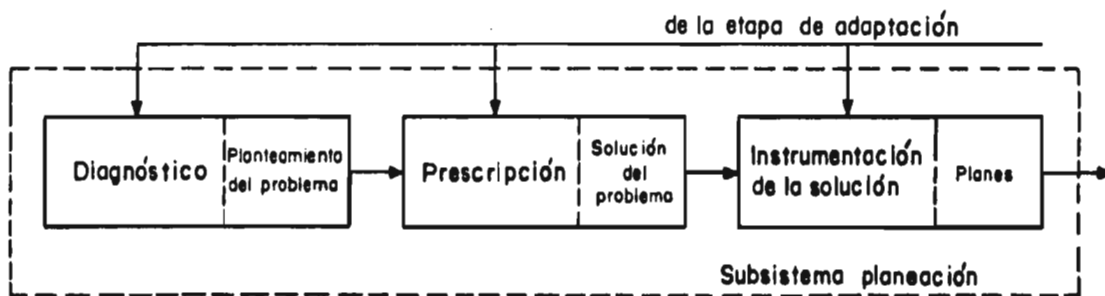 de la etapa de adaptación
Diagnóstico
Planteamiento
del problema
Prescripción
Solución
del
problema
Instrumentación
de la solución
Planes
Subsistema planeación